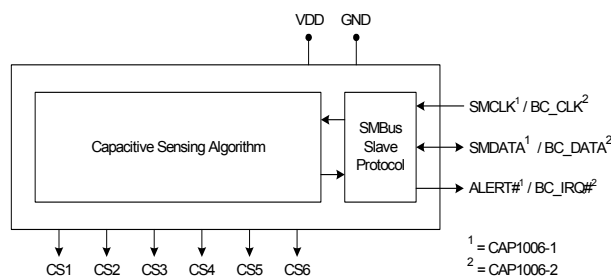 VDD GND
Capacitive Sensing Algorithm
SMBus
Slave
Protocol
SMCLK¹ / BC_CLK²
SMDATA¹ / BC_DATA²
ALERT#¹ / BC_IRQ#²
CS1 CS2 CS3 CS4 CS5 CS6
¹ = CAP1006-1
² = CAP1006-2